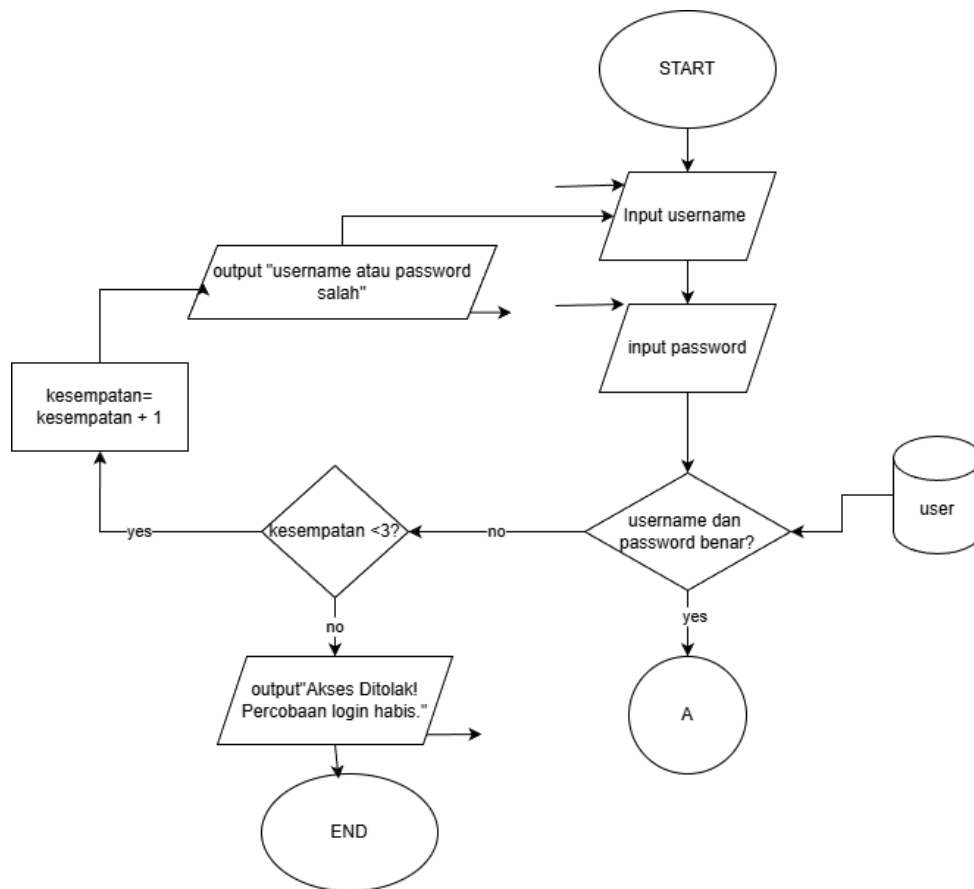 START
Input username
output "username atau password
salah"
input password
kesempatan=
kesempatan + 1
user
kesempatan <3?
username dan
password benar?
yes
no
yes
no
output"Akses Ditolak!
Percobaan login habis."
A
END